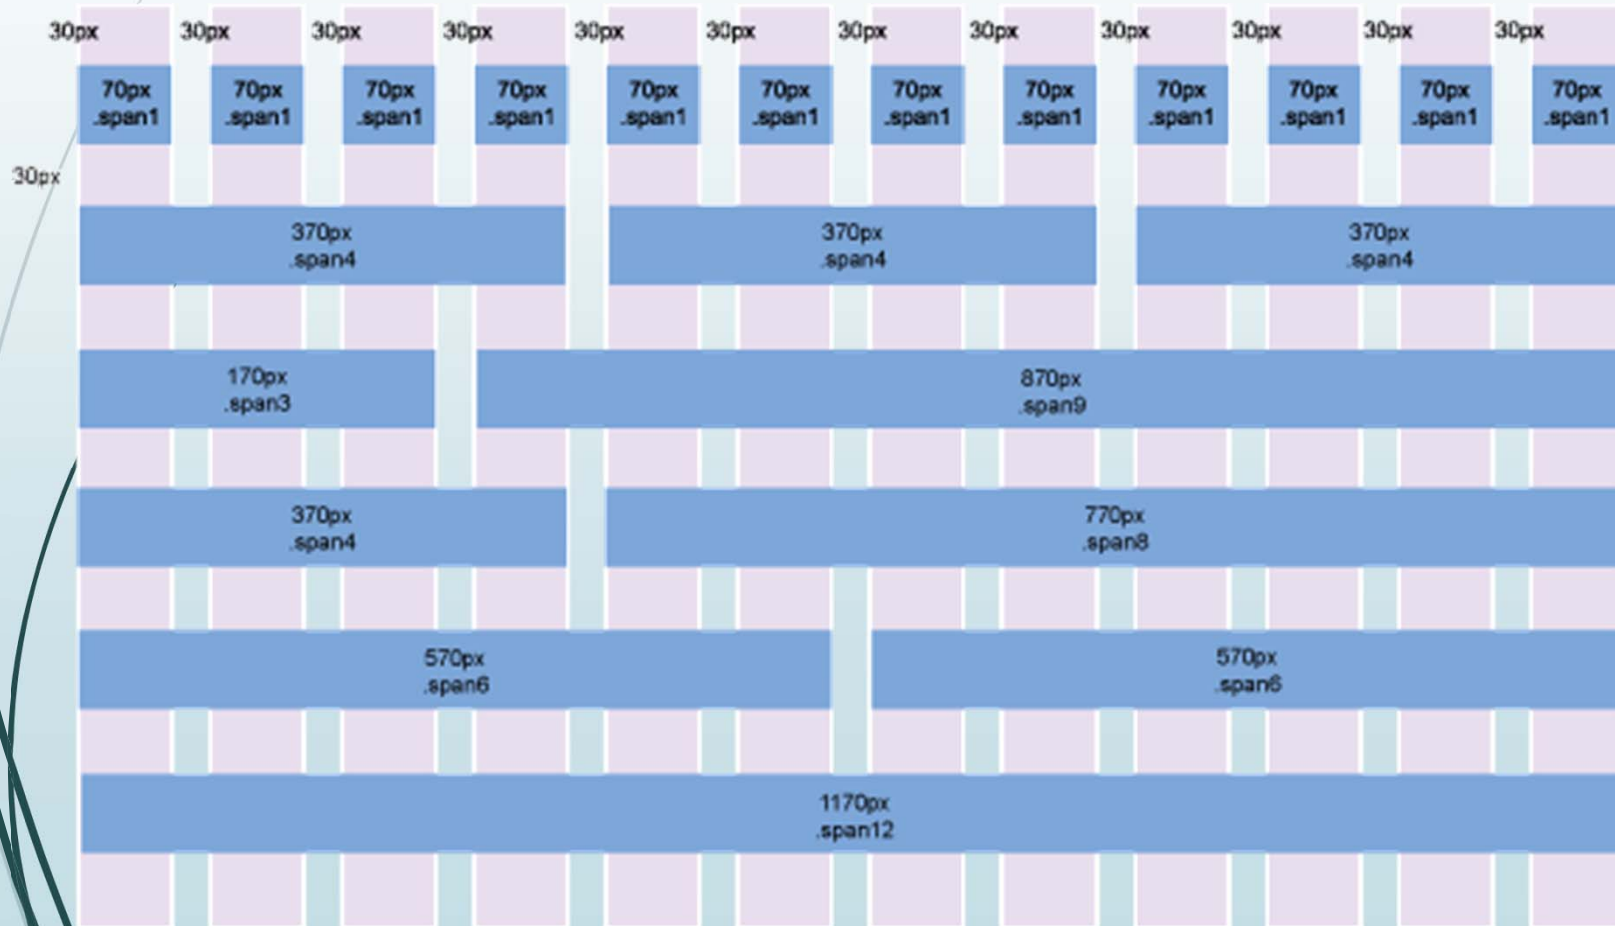 30px 30px 30px 30px 30px 30px 30px 30px 30px 30px 30px 30px
70px 70px 70px 70px 70px 70px 70px 70px 70px 70px 70px 70px
.span1 .span1 .span1 .span1 .span1 .span1 .span1 .span1 .span1 .span1 .span1 .span1
30px
370px 370px 370px
.span4 .span4 .span4
170px 870px
.span3 .span9
370px 770px
.span4 .span8
570px 570px
.span6 .span6
1170px
.span12